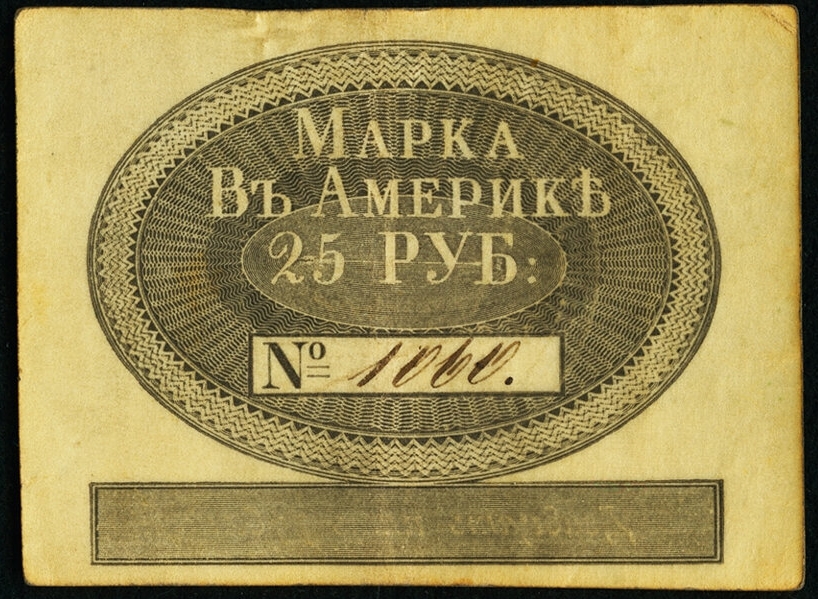 Марка
Въ Америкѣ
25 РУБ:
№ 1060.